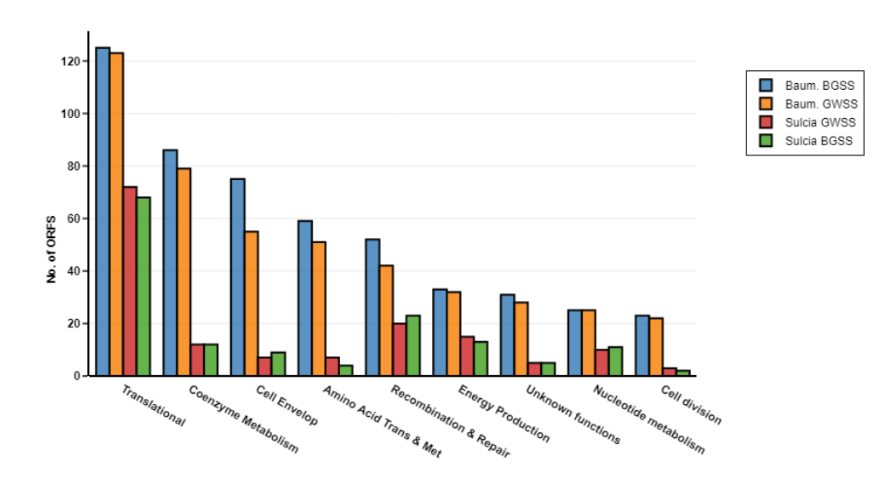 120
100
80
60
40
20
0
No. of ORFS
Translational
Coenzyme Metabolism
Cell Envelop
Amino Acid Trans & Met
Recombination & Repair
Energy Production
Unknown functions
Nucleotide metabolism
Cell division
Baum. BGSS
Baum. GWSS
Sulcia GWSS
Sulcia BGSS